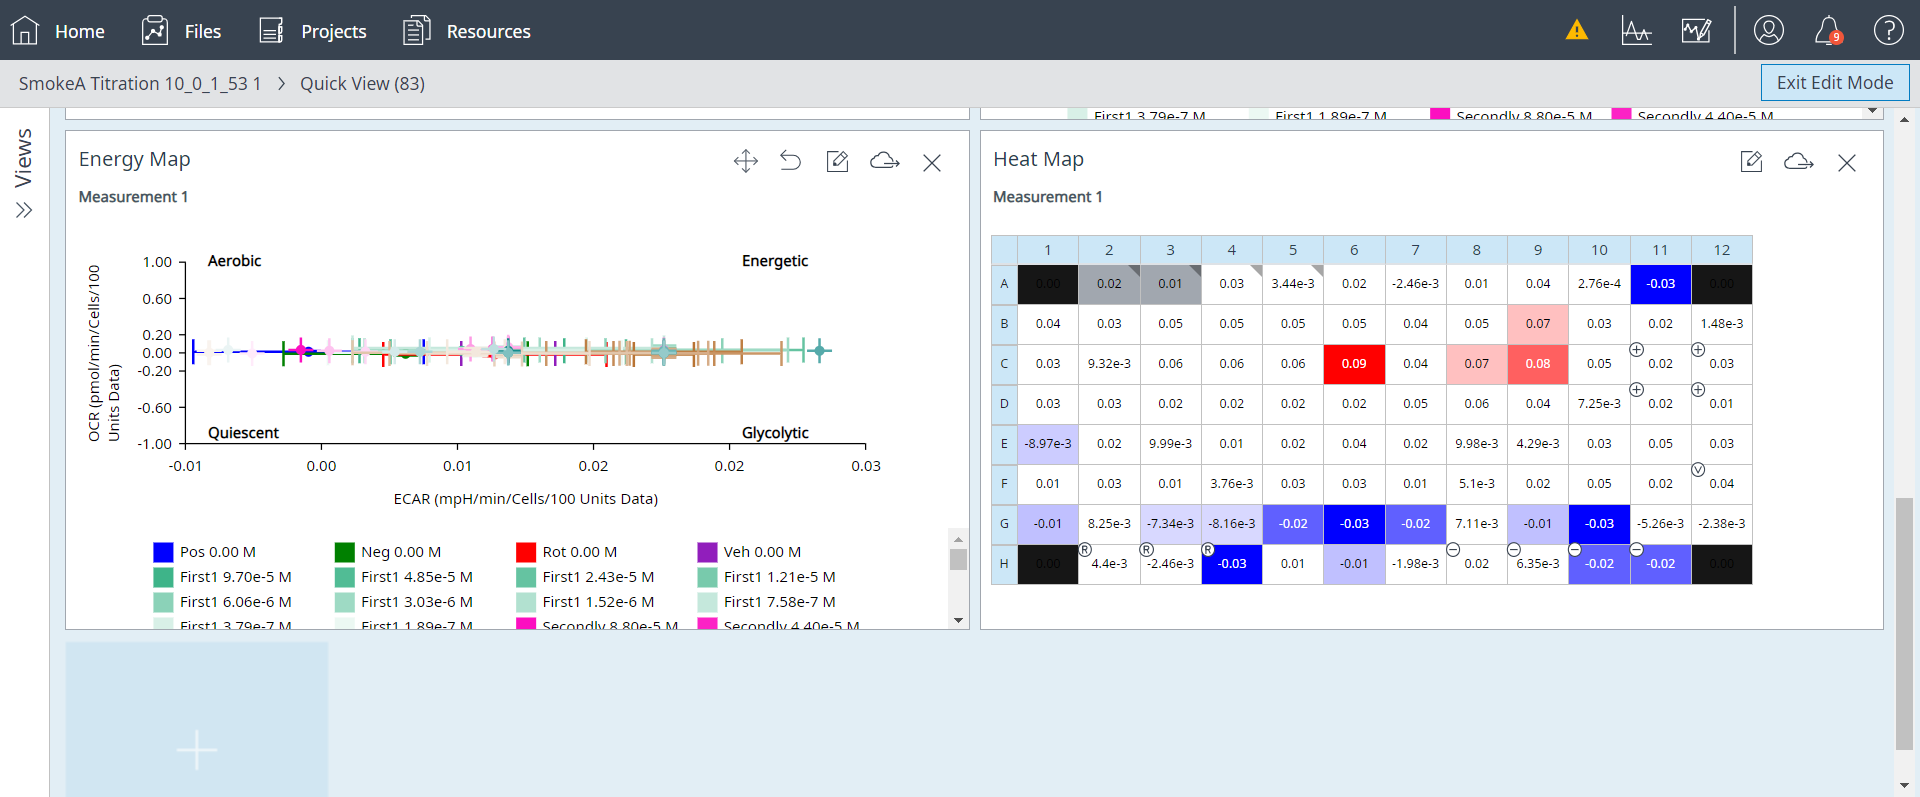 Home Files Projects Resources 9
SmokeA Titration 10_0_1_53 1 Quick View (83) Exit Edit Mode
Views
First1 3.79e-7 M First1 1.89e-7 M Secondly 8.80e-5 M Secondly 4.40e-5 M
Energy Map
Measurement 1
OCR (pmol/min/Cells/100
Units Data)
1.00
0.60
0.20
0.00
-0.20
-0.60
-1.00
Aerobic Energetic
Quiescent Glycolytic
-0.01 0.00 0.01 0.02 0.02 0.03
ECAR (mpH/min/Cells/100 Units Data)
Pos 0.00 M Neg 0.00 M Rot 0.00 M Veh 0.00 M
First1 9.70e-5 M First1 4.85e-5 M First1 2.43e-5 M First1 1.21e-5 M
First1 6.06e-6 M First1 3.03e-6 M First1 1.52e-6 M First1 7.58e-7 M
First1 3.79e-7 M First1 1.89e-7 M Secondly 8.80e-5 M Secondly 4.40e-5 M
Heat Map
Measurement 1
1 2 3 4 5 6 7 8 9 10 11 12
A 0.00 0.02 0.01 0.03 3.44e-3 0.02 -2.46e-3 0.01 0.04 2.76e-4 -0.03 0.00
B 0.04 0.03 0.05 0.05 0.05 0.05 0.04 0.05 0.07 0.03 0.02 1.48e-3
C 0.03 9.32e-3 0.06 0.06 0.06 0.09 0.04 0.07 0.08 0.05 0.02 0.03
D 0.03 0.03 0.02 0.02 0.02 0.02 0.05 0.06 0.04 7.25e-3 0.02 0.01
E -8.97e-3 0.02 9.99e-3 0.01 0.02 0.04 0.02 9.98e-3 4.29e-3 0.03 0.05 0.03
V
F 0.01 0.03 0.01 3.76e-3 0.03 0.03 0.01 5.1e-3 0.02 0.05 0.02 0.04
G -0.01 8.25e-3 -7.34e-3 -8.16e-3 -0.02 -0.03 -0.02 7.11e-3 -0.01 -0.03 -5.26e-3 -2.38e-3
R R R
H 0.00 4.4e-3 -2.46e-3 -0.03 0.01 -0.01 -1.98e-3 0.02 6.35e-3 -0.02 -0.02 0.00